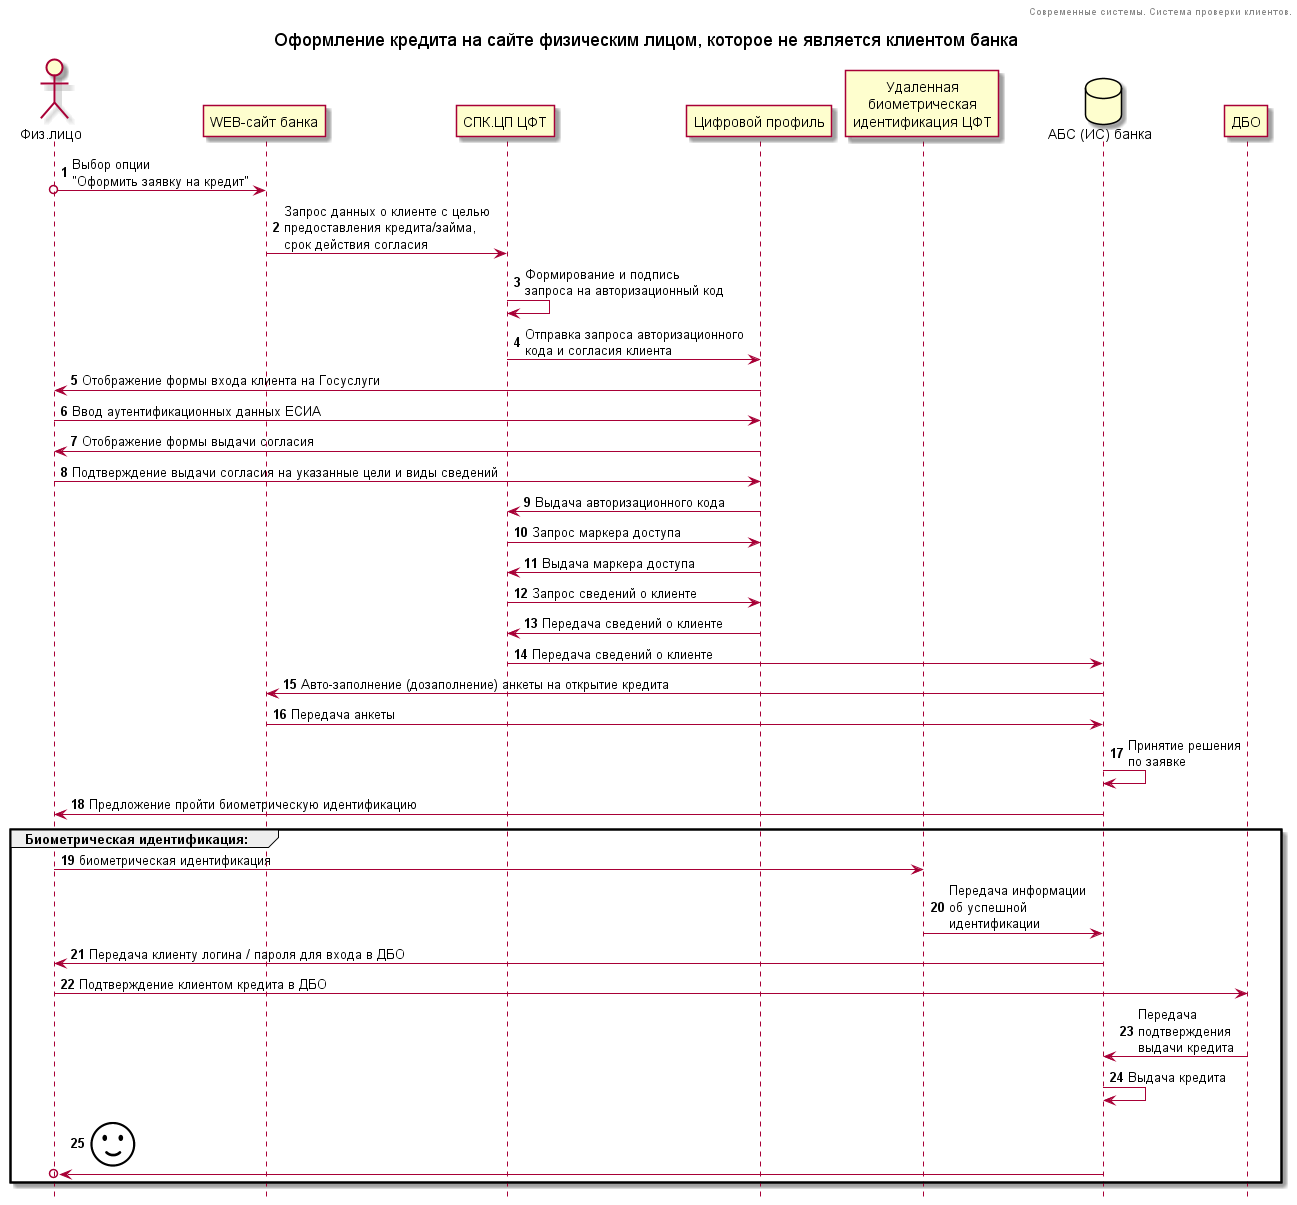 Современные системы. Система проверки клиентов.
Оформление кредита на сайте физическим лицом, которое не является клиентом банка
Физ.лицо
WEB-сайт банка
СПК.ЦП ЦФТ
Цифровой профиль
Удаленная
биометрическая
идентификация ЦФТ
АБС (ИС) банка
ДБО
1 Выбор опции
"Оформить заявку на кредит"
2 Запрос данных о клиенте с целью
предоставления кредита/займа,
срок действия согласия
3 Формирование и подпись
запроса на авторизационный код
4 Отправка запроса авторизационного
кода и согласия клиента
5 Отображение формы входа клиента на Госуслуги
6 Ввод аутентификационных данных ЕСИА
7 Отображение формы выдачи согласия
8 Подтверждение выдачи согласия на указанные цели и виды сведений
9 Выдача авторизационного кода
10 Запрос маркера доступа
11 Выдача маркера доступа
12 Запрос сведений о клиенте
13 Передача сведений о клиенте
14 Передача сведений о клиенте
15 Авто-заполнение (дозаполнение) анкеты на открытие кредита
16 Передача анкеты
17 Принятие решения
по заявке
18 Предложение пройти биометрическую идентификацию
Биометрическая идентификация:
19 биометрическая идентификация
20 Передача информации
об успешной
идентификации
21 Передача клиенту логина / пароля для входа в ДБО
22 Подтверждение клиентом кредита в ДБО
23 Передача
подтверждения
выдачи кредита
24 Выдача кредита
25